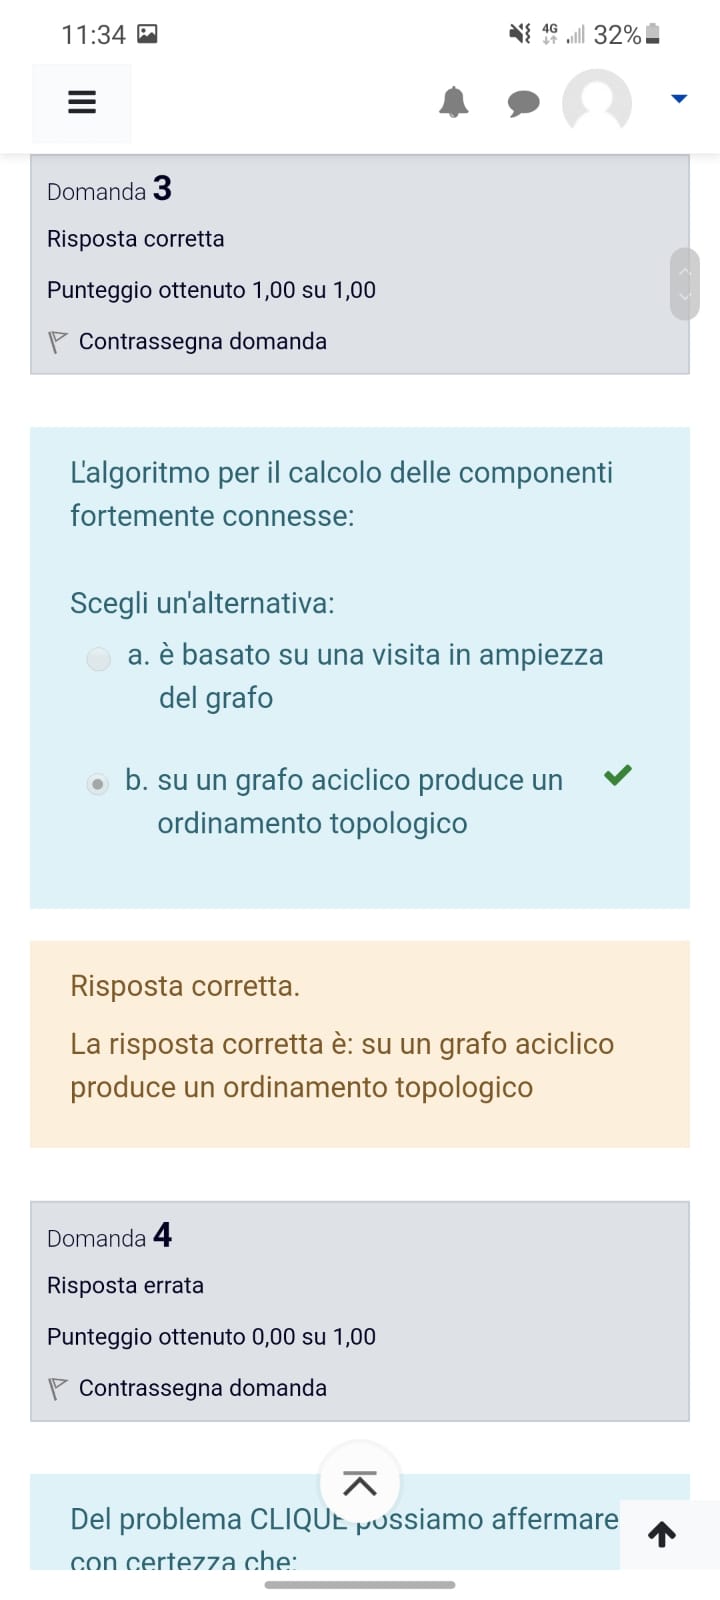 11:34
4G
32%
Domanda 3
Risposta corretta
Punteggio ottenuto 1,00 su 1,00
Contrassegna domanda
L'algoritmo per il calcolo delle componenti
fortemente connesse:
Scegli un'alternativa:
a. è basato su una visita in ampiezza
del grafo
b. su un grafo aciclico produce un
ordinamento topologico
Risposta corretta.
La risposta corretta è: su un grafo aciclico
produce un ordinamento topologico
Domanda 4
Risposta errata
Punteggio ottenuto 0,00 su 1,00
Contrassegna domanda
Del problema CLIQUE possiamo affermare
con certezza che: